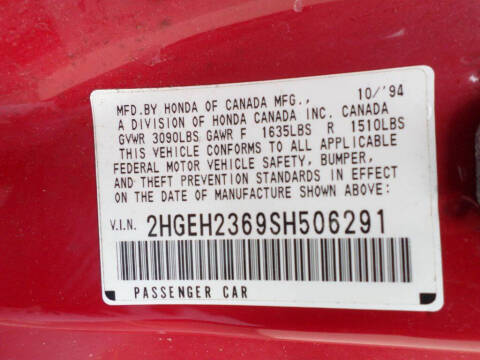 10/'94
MFD.BY HONDA OF CANADA MFG.,
A DIVISION OF HONDA CANADA INC. CANADA
GVWR 3090LBS GAWR F 1635LBS R 1510LBS
THIS VEHICLE CONFORMS TO ALL APPLICABLE
FEDERAL MOTOR VEHICLE SAFETY, BUMPER,
AND THEFT PREVENTION STANDARDS IN EFFECT
ON THE DATE OF MANUFACTURE SHOWN ABOVE:
V.I.N. 2HGEH2369SH506291
PASSENGER CAR